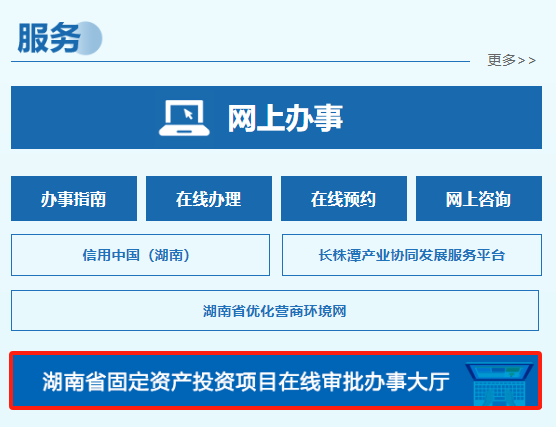 服务
更多>>
网上办事
办事指南 在线办理 在线预约 网上咨询
信用中国（湖南） 长株潭产业协同发展服务平台
湖南省优化营商环境网
湖南省固定资产投资项目在线审批办事大厅